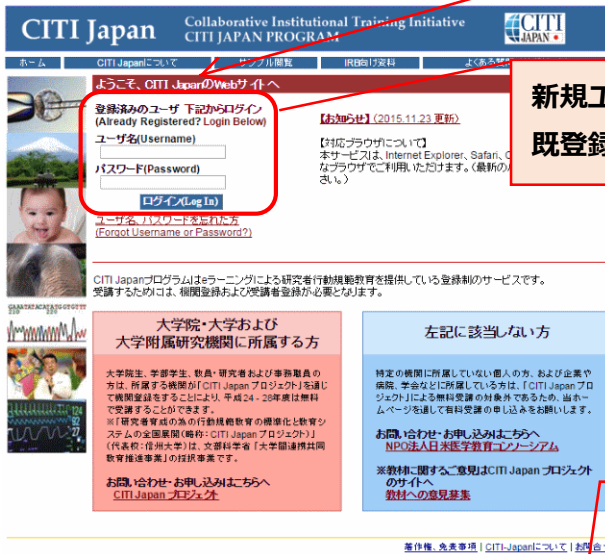 CITI Japan
Collaborative Institutional Training Initiative
CITI JAPAN PROGRAM
CITI
JAPAN
ホーム
CITI Japanについて
サンプル閲覧
IRB向け資料
よくある
ようこそ、CITI JapanのWebサイトへ
登録済みのユーザ 下記からログイン
(Already Registered? Login Below)
ユーザ名(Username)
パスワード(Password)
ログイン(Log In)
ユーザ名、パスワードを忘れた方
(Forgot Username or Password?)
【お知らせ】(2015.11.23 更新)
【対応ブラウザについて】
本サービスは、Internet Explorer、Safari、
なブラウザでご利用いただけます。(最新の
さい。)
新規ユ
既登録
CITI Japanプログラムはeラーニングによる研究者行動規範教育を提供している登録制のサービスです。
受講するためには、機関登録および受講者登録が必要となります。
大学院・大学および
大学附属研究機関に所属する方
大学院生、学部学生、教員・研究者および事務職員の
方は、所属する機関が「CITI Japan プロジェクト」を通じ
て機関登録をすることにより、平成24－28年度は無料
で受講することができます。
※「研究者育成の為の行動規範教育の標準化と教育シ
ステムの全国展開(略称：CITI Japan プロジェクト)」
(代表校：信州大学)は、文部科学省「大学間連携共同
教育推進事業」の採択事業です。
お問い合わせ・お申し込みはこちらへ
CITI Japan プロジェクト
左記に該当しない方
特定の機関に所属していない個人の方、および企業や
病院、学会などに所属している方は、「CITI Japan プロ
ジェクト」による無料受講の対象外であるため、当ホー
ムページを通して有料受講の申し込みをお願いします。
お問い合わせ・お申し込みはこちらへ
NPO法人日米医学教育コンソーシアム
※教材に関するご意見はCITI Japan プロジェクト
のサイトへ
教材への意見募集
著作権、免責事項 | CITI-Japanについて | お問合